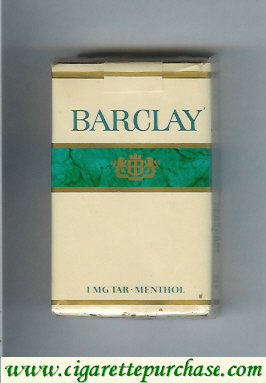 BARCLAY
1 MG TAR · MENTHOL
www.cigarettepurchase.com